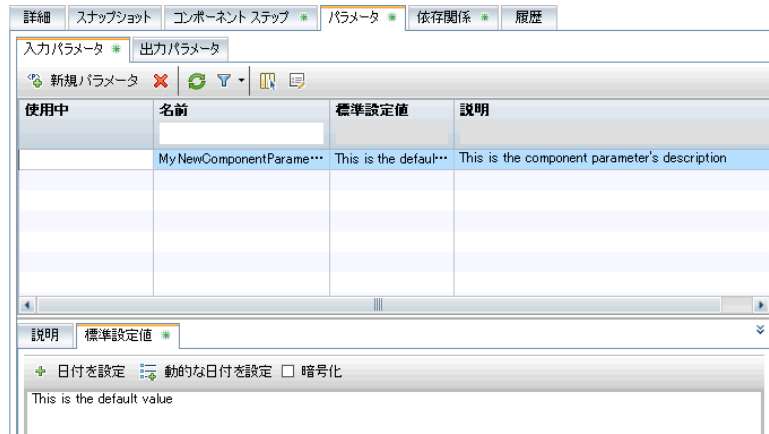 詳細 スナップショット コンポーネント ステップ パラメータ 依存関係 履歴
入力パラメータ 出力パラメータ
新規パラメータ
使用中 名前 標準設定値 説明
MyNewComponentParame… This is the defaul… This is the component parameter's description
説明 標準設定値
日付を設定 動的な日付を設定 暗号化
This is the default value